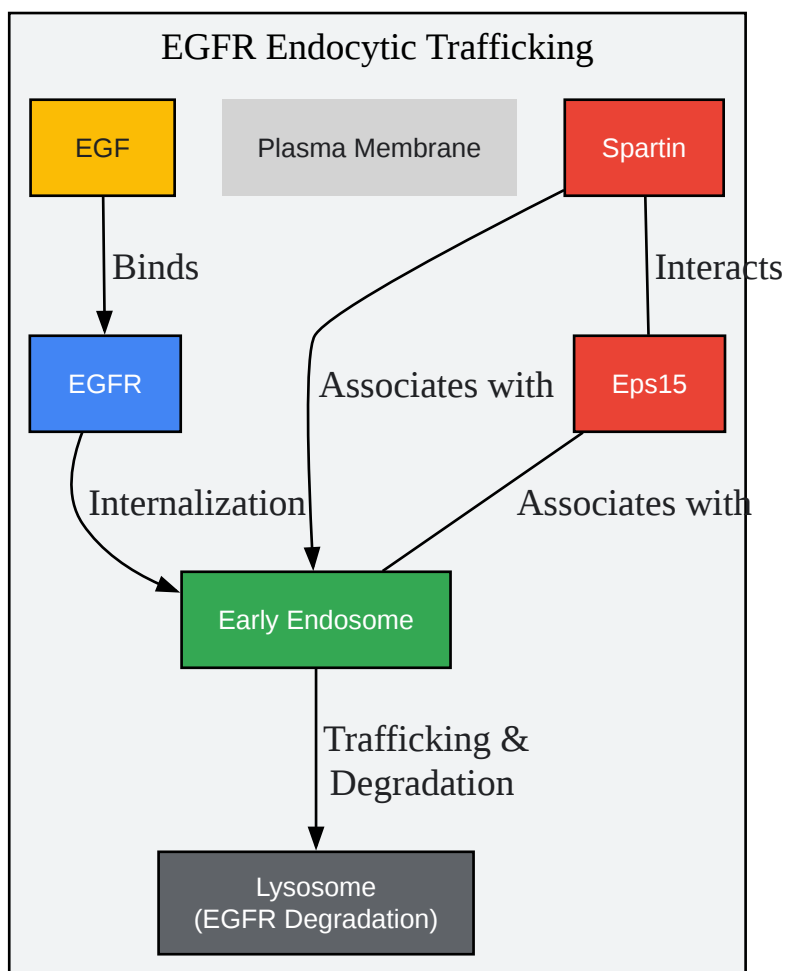 EGFR Endocytic Trafficking
EGF
Plasma Membrane
Spartin
Binds
Interacts
EGFR
Associates with
Eps15
Internalization
Associates with
Early Endosome
Trafficking &
Degradation
Lysosome
(EGFR Degradation)